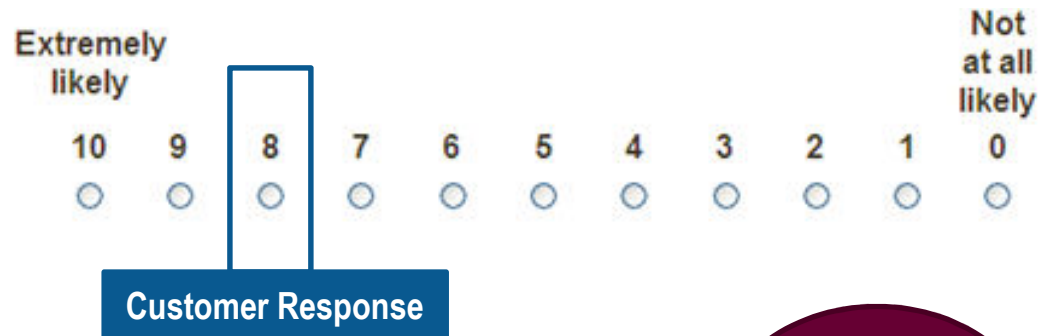 Extremely
likely
Not
at all
likely
10 9 8 7 6 5 4 3 2 1 0
Customer Response